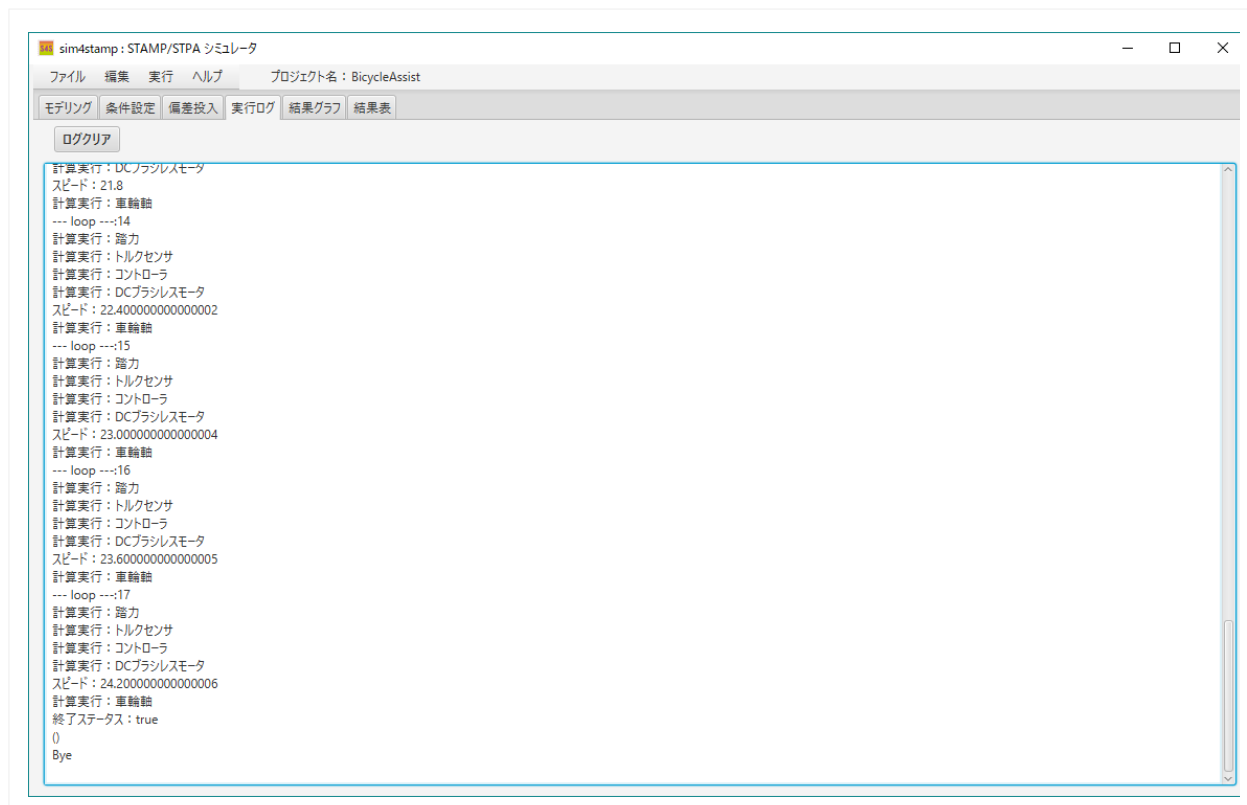 S4S sim4stamp : STAMP/STPA シミュレータ
ファイル 編集 実行 ヘルプ プロジェクト名： BicycleAssist
モデリング 条件設定 偏差投入 実行ログ 結果グラフ 結果表
ログクリア
計算実行：DCブラシレスモータ
スピード：21.8
計算実行：車輪軸
--- loop ---:14
計算実行：踏力
計算実行：トルクセンサ
計算実行：コントローラ
計算実行：DCブラシレスモータ
スピード：22.400000000000002
計算実行：車輪軸
--- loop ---:15
計算実行：踏力
計算実行：トルクセンサ
計算実行：コントローラ
計算実行：DCブラシレスモータ
スピード：23.000000000000004
計算実行：車輪軸
--- loop ---:16
計算実行：踏力
計算実行：トルクセンサ
計算実行：コントローラ
計算実行：DCブラシレスモータ
スピード：23.600000000000005
計算実行：車輪軸
--- loop ---:17
計算実行：踏力
計算実行：トルクセンサ
計算実行：コントローラ
計算実行：DCブラシレスモータ
スピード：24.200000000000006
計算実行：車輪軸
終了ステータス：true
()
Bye